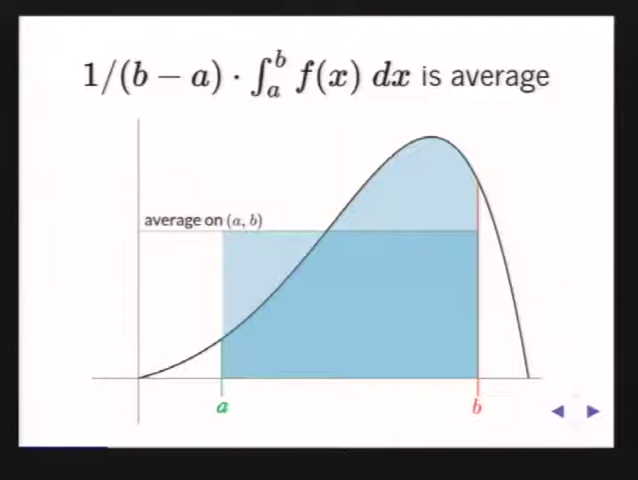 1/(b − a) · ∫ₐᵇ f(x) dx is average
average on (a, b)
a
b